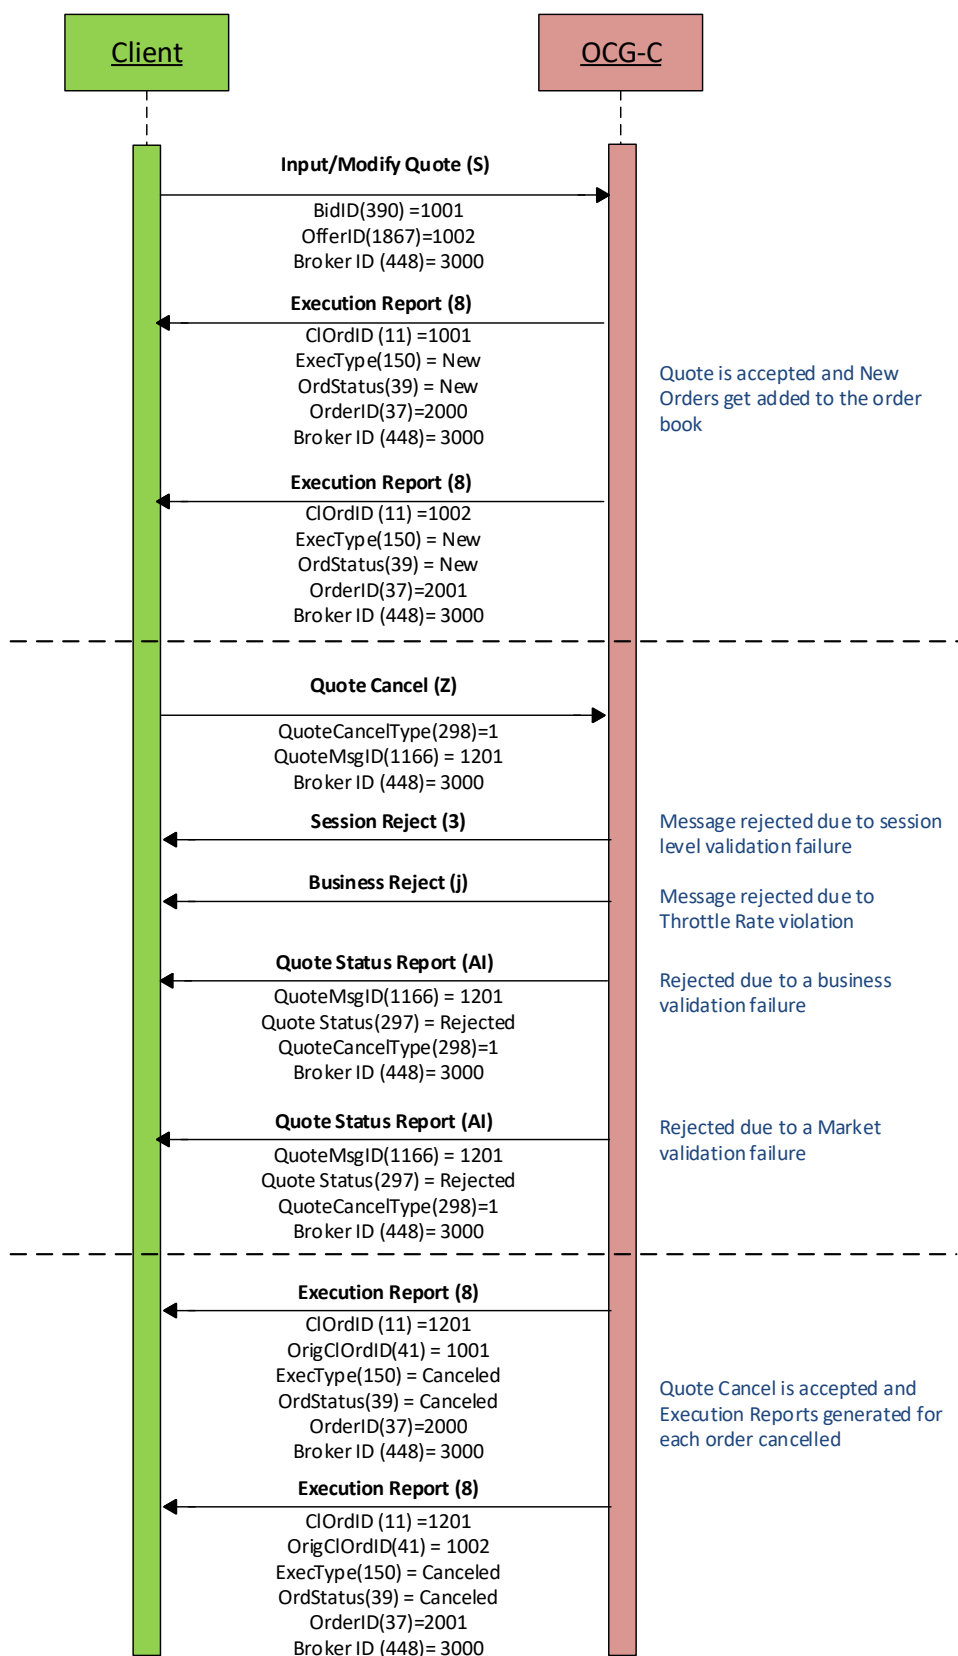 Client
OCG-C
Input/Modify Quote (S)
BidID(390) =1001
OfferID(1867)=1002
Broker ID (448)= 3000
Execution Report (8)
ClOrdID (11) =1001
ExecType(150) = New
OrdStatus(39) = New
OrderID(37)=2000
Broker ID (448)= 3000
Quote is accepted and New
Orders get added to the order
book
Execution Report (8)
ClOrdID (11) =1002
ExecType(150) = New
OrdStatus(39) = New
OrderID(37)=2001
Broker ID (448)= 3000
Quote Cancel (Z)
QuoteCancelType(298)=1
QuoteMsgID(1166) = 1201
Broker ID (448)= 3000
Session Reject (3)
Message rejected due to session
level validation failure
Business Reject (j)
Message rejected due to
Throttle Rate violation
Quote Status Report (AI)
QuoteMsgID(1166) = 1201
Quote Status(297) = Rejected
QuoteCancelType(298)=1
Broker ID (448)= 3000
Rejected due to a business
validation failure
Quote Status Report (AI)
QuoteMsgID(1166) = 1201
Quote Status(297) = Rejected
QuoteCancelType(298)=1
Broker ID (448)= 3000
Rejected due to a Market
validation failure
Execution Report (8)
ClOrdID (11) =1201
OrigClOrdID(41) = 1001
ExecType(150) = Canceled
OrdStatus(39) = Canceled
OrderID(37)=2000
Broker ID (448)= 3000
Quote Cancel is accepted and
Execution Reports generated for
each order cancelled
Execution Report (8)
ClOrdID (11) =1201
OrigClOrdID(41) = 1002
ExecType(150) = Canceled
OrdStatus(39) = Canceled
OrderID(37)=2001
Broker ID (448)= 3000